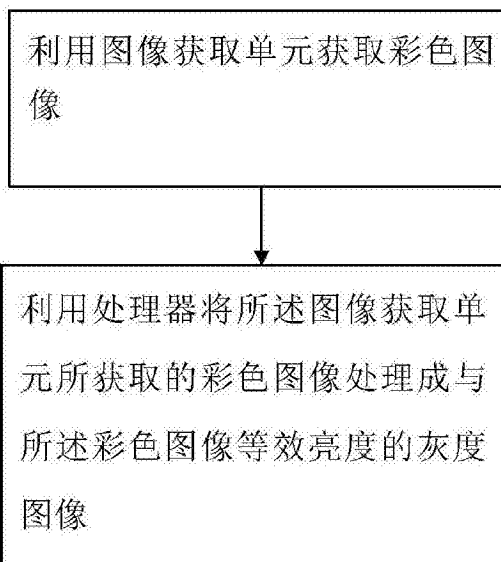 利用图像获取单元获取彩色图
像
利用处理器将所述图像获取单
元所获取的彩色图像处理成与
所述彩色图像等效亮度的灰度
图像